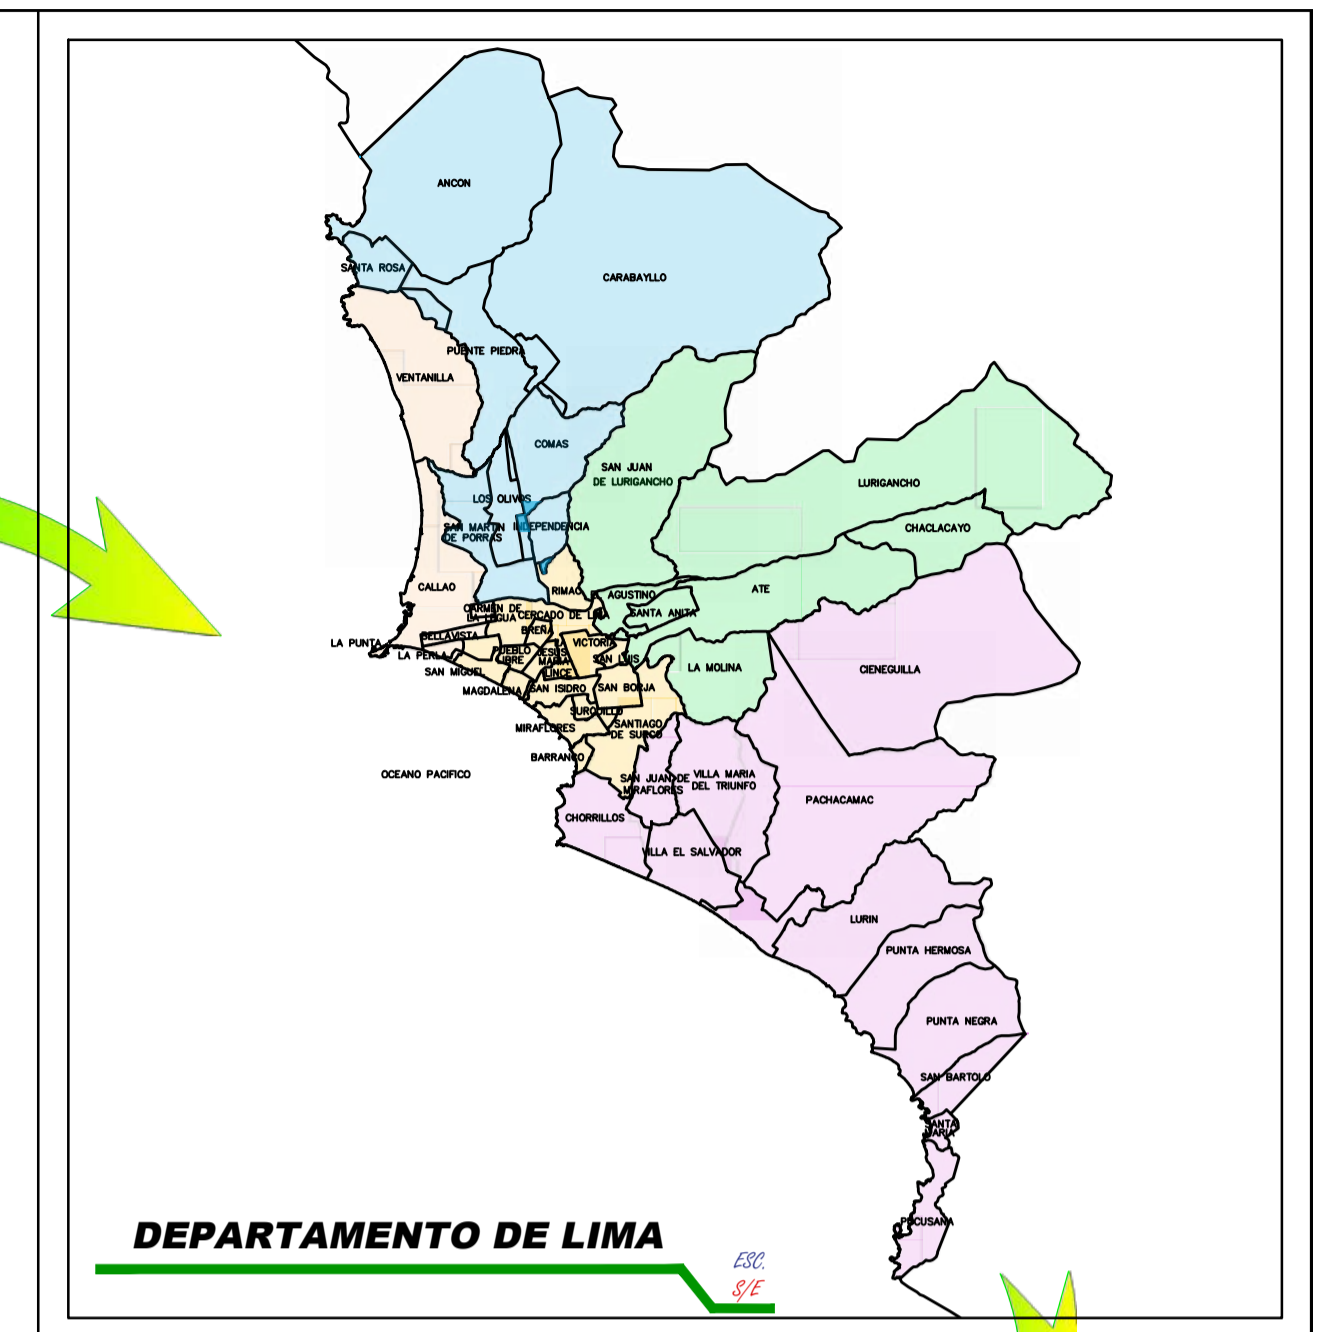 ANCON
SANTA ROSA
CARABAYLLO
PUENTE PIEDRA
VENTANILLA
COMAS
SAN JUAN
DE LURIGANCHO
LURIGANCHO
LOS OLIVOS
SAN MARTIN
DE PORRAS
INDEPENDENCIA
CHACLACAYO
CALLAO
RIMAC
EL AGUSTINO
ATE
CARMEN DE
LA LEGUA
CERCADO DE LIMA
SANTA ANITA
BREÑA
BELLAVISTA
LA PUNTA
LA VICTORIA
LA PERLA
PUEBLO
LIBRE
JESUS
MARIA
SAN LUIS
LA MOLINA
CIENEGUILLA
SAN MIGUEL
LINCE
MAGDALENA
SAN ISIDRO
SAN BORJA
SURQUILLO
MIRAFLORES
SANTIAGO
DE SURCO
BARRANCO
OCEANO PACIFICO
SAN JUAN DE
MIRAFLORES
VILLA MARIA
DEL TRIUNFO
PACHACAMAC
CHORRILLOS
VILLA EL SALVADOR
LURIN
PUNTA HERMOSA
PUNTA NEGRA
SAN BARTOLO
SANTA
MARIA
PUCUSANA
DEPARTAMENTO DE LIMA
ESC.
S/E